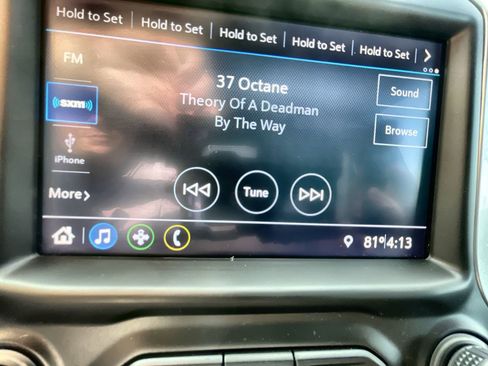 Hold to Set Hold to Set Hold to Set Hold to Set Hold to Set
FM
37 Octane
Sound
Theory Of A Deadman
((sxm))
By The Way
Browse
iPhone
More
Tune
81° 4:13